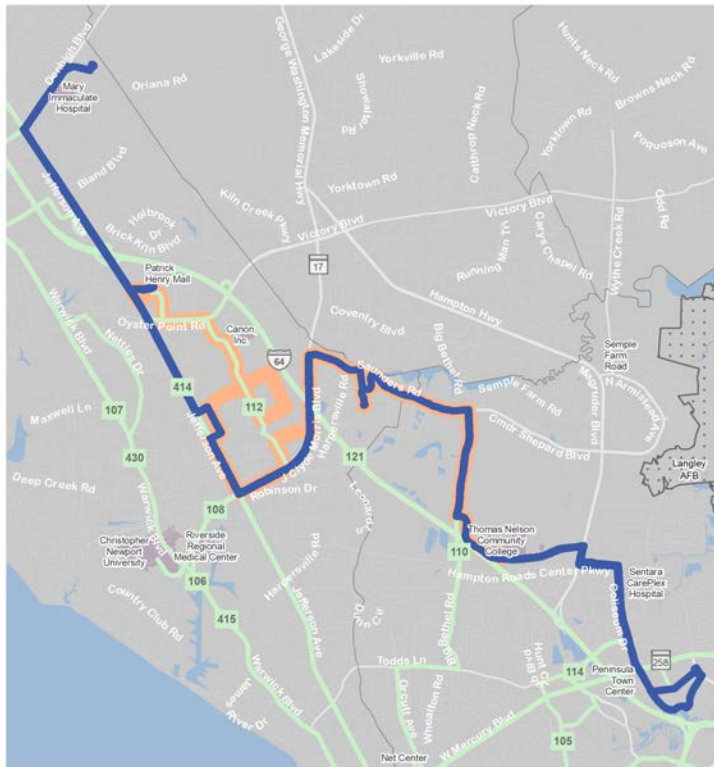 Denbigh Blvd
Oriana Rd
Mary
Immaculate
Hospital
George Washington
Memorial Hwy
Lakeside Dr
Yorkville Rd
Showalter
Rd
Calthrop Neck Rd
Hunts Neck Rd
Browns Neck Rd
Yorktown Rd
Poquoson Ave
Bland Blvd
Jefferson Ave
Holbrook
Dr
Brick Kiln Blvd
Kiln Creek Pkwy
Yorktown Rd
Victory Blvd
Victory Blvd
Running Man Trl
Carys Chapel Rd
Wythe Creek Rd
Odd Rd
17
Patrick
Henry Mall
Oyster Point Rd
Canon,
Inc.
Coventry Blvd
Big Bethel Rd
Hampton Hwy
Semple
Farm
Road
Warwick Blvd
Nettles Dr
64
414
112
Saunders Rd
Semple Farm Rd
Magruder Blvd
N Armistead Ave
Cmdr Shepard Blvd
Langley
AFB
Maxwell Ln
107
430
Jefferson Ave
J Clyde Morris Blvd
Harpersville Rd
121
Deep Creek Rd
Warwick Blvd
108
Robinson Dr
Leonard
S
Christopher
Newport
University
Riverside
Regional
Medical Center
106
Harpersville Rd
110
Thomas Nelson
Community
College
Hampton Roads Center Pkwy
Sentara
CarePlex
Hospital
Country Club Rd
415
Jefferson Ave
Big Bethel Rd
Coliseum Dr
James
River Dr
Warwick Blvd
Todds Ln
Orcutt Ave
Whealton Rd
114
Peninsula
Town
Center
258
W Mercury Blvd
105
Net Center